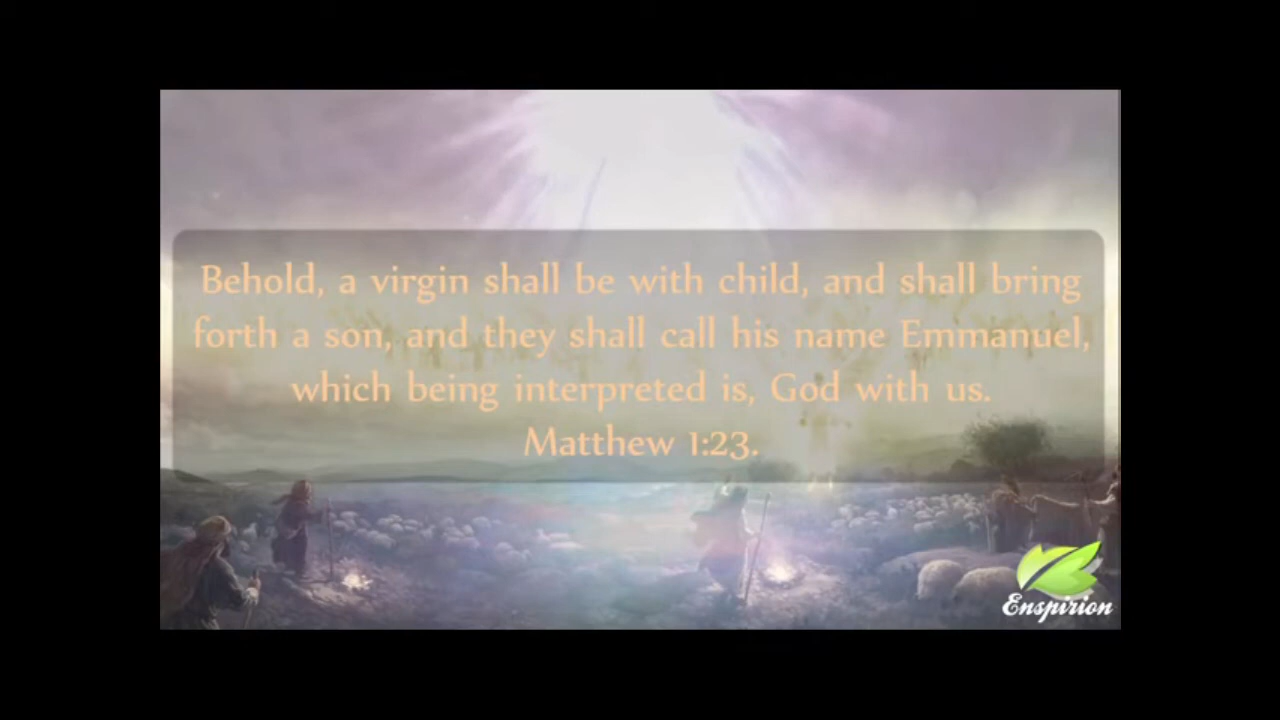 Behold, a virgin shall be with child, and shall bring
forth a son, and they shall call his name Emmanuel,
which being interpreted is, God with us.
Matthew 1:23.
Enspirion